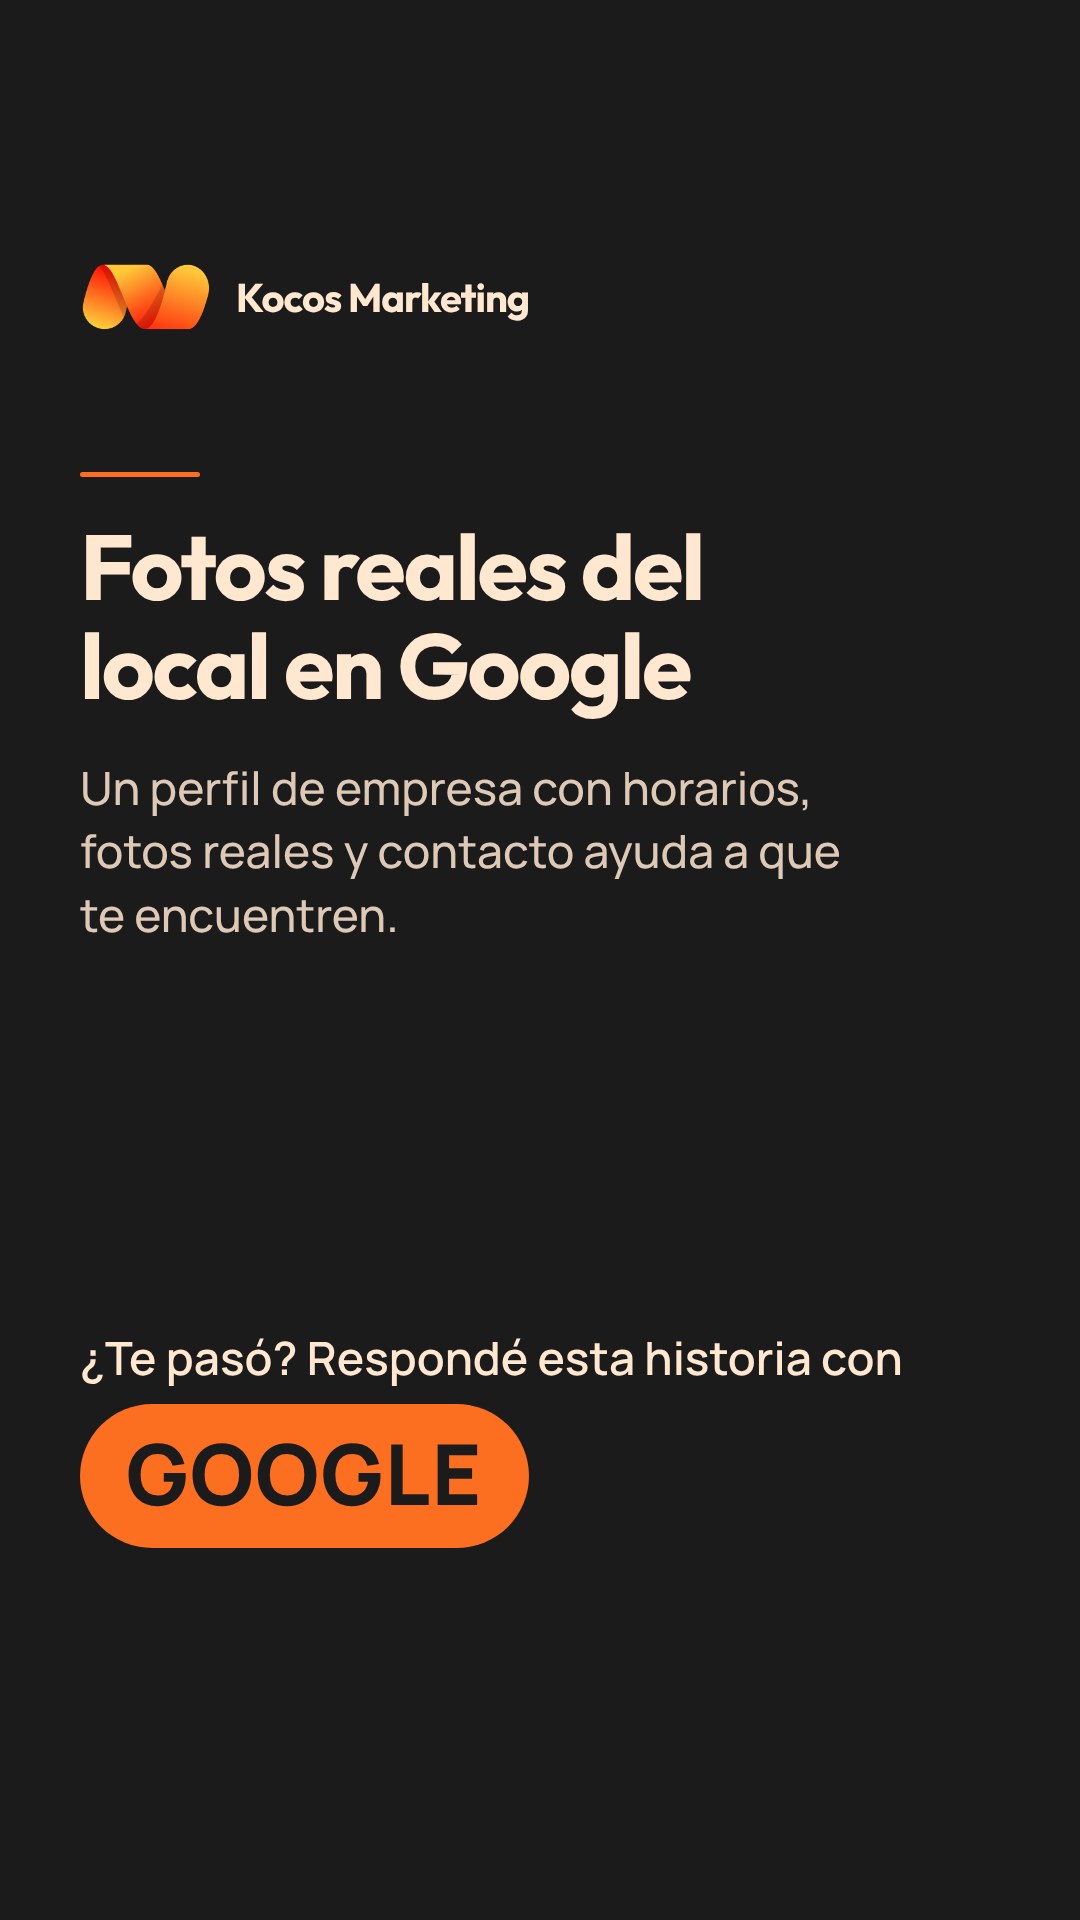 Kocos Marketing
Fotos reales del
local en Google
Un perfil de empresa con horarios,
fotos reales y contacto ayuda a que
te encuentren.
¿Te pasó? Respondé esta historia con
GOOGLE